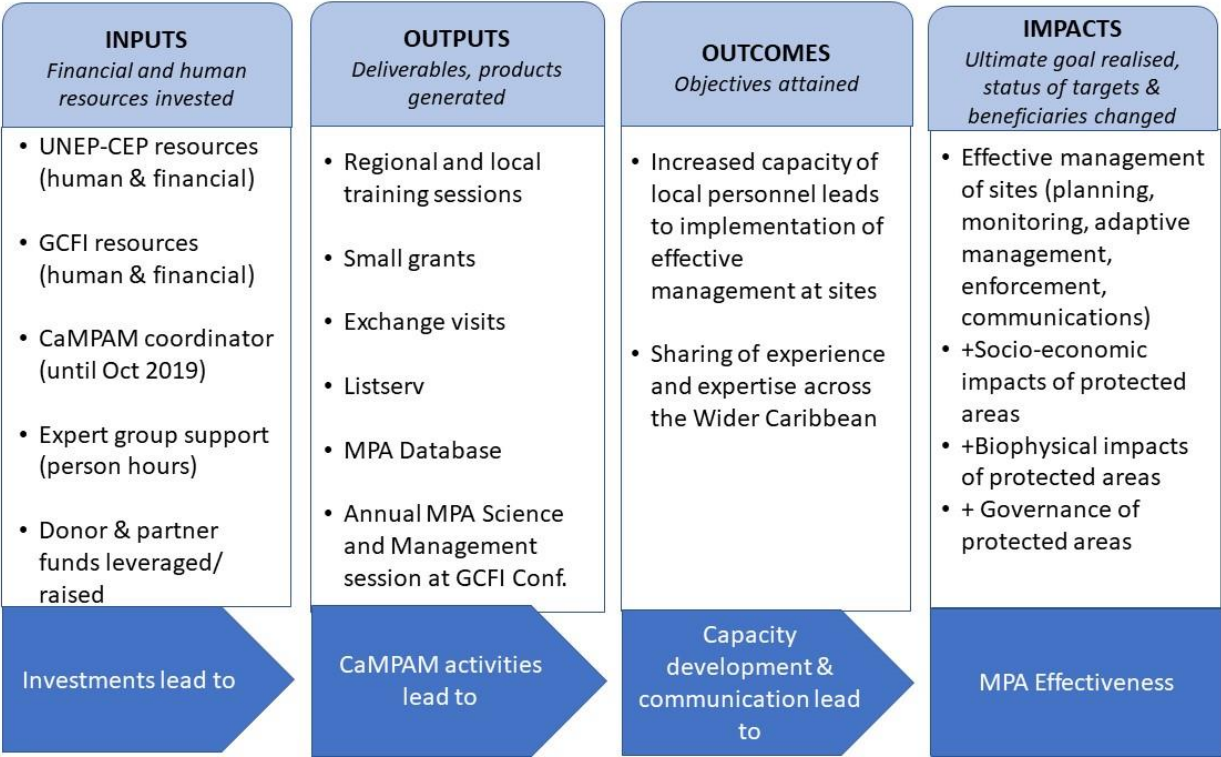 INPUTS
Financial and human
resources invested
• UNEP-CEP resources
(human & financial)
• GCFI resources
(human & financial)
• CaMPAM coordinator
(until Oct 2019)
• Expert group support
(person hours)
• Donor & partner
funds leveraged/
raised
Investments lead to
OUTPUTS
Deliverables, products
generated
• Regional and local
training sessions
• Small grants
• Exchange visits
• Listserv
• MPA Database
• Annual MPA Science
and Management
session at GCFI Conf.
CaMPAM activities
lead to
OUTCOMES
Objectives attained
• Increased capacity of
local personnel leads
to implementation of
effective
management at sites
• Sharing of experience
and expertise across
the Wider Caribbean
Capacity
development &
communication lead
to
IMPACTS
Ultimate goal realised,
status of targets &
beneficiaries changed
• Effective management
of sites (planning,
monitoring, adaptive
management,
enforcement,
communications)
• +Socio-economic
impacts of protected
areas
• +Biophysical impacts
of protected areas
• + Governance of
protected areas
MPA Effectiveness